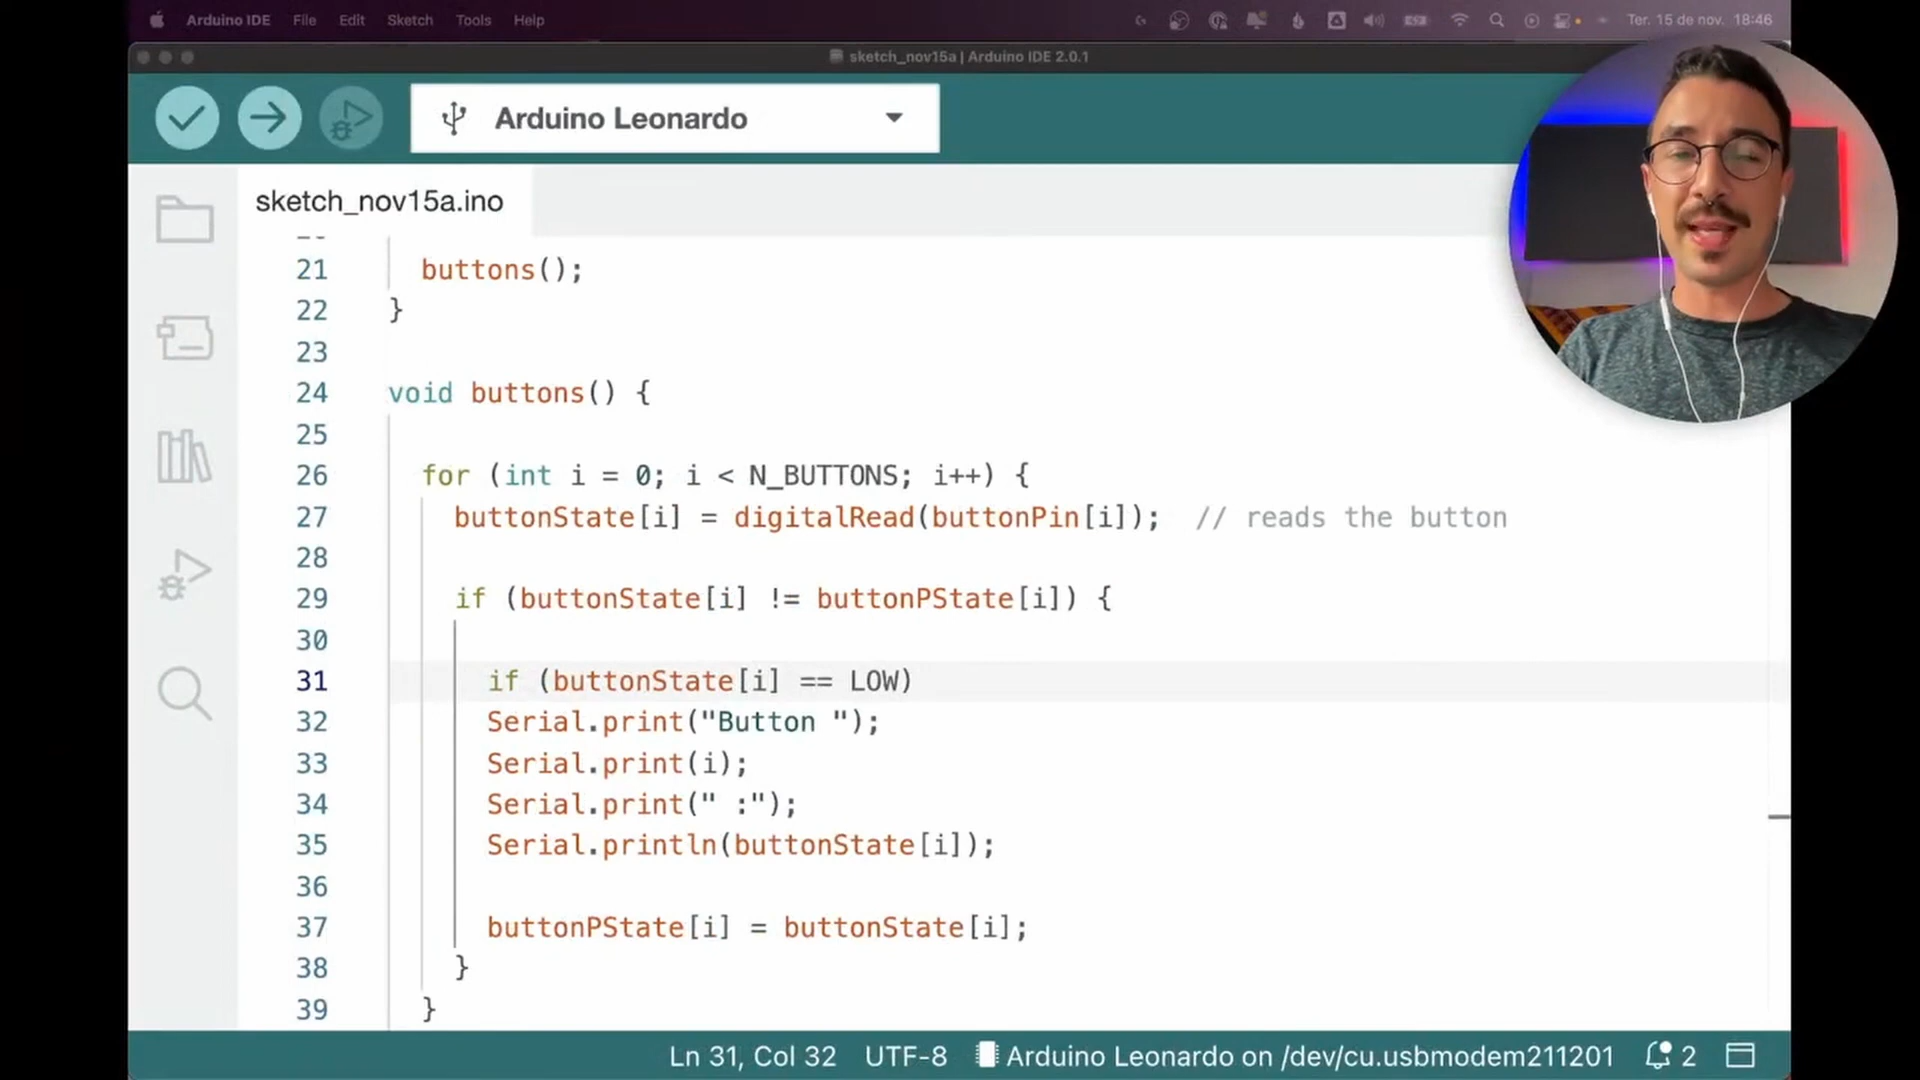 Arduino IDE File Edit Sketch Tools Help Ter. 15 de nov. 18:46
sketch_nov15a | Arduino IDE 2.0.1
Arduino Leonardo
sketch_nov15a.ino
21 buttons();
22 }
23
24 void buttons() {
25
26 for (int i = 0; i < N_BUTTONS; i++) {
27 buttonState[i] = digitalRead(buttonPin[i]); // reads the button
28
29 if (buttonState[i] != buttonPState[i]) {
30
31 if (buttonState[i] == LOW)
32 Serial.print("Button ");
33 Serial.print(i);
34 Serial.print(" :");
35 Serial.println(buttonState[i]);
36
37 buttonPState[i] = buttonState[i];
38 }
39 }
Ln 31, Col 32 UTF-8 Arduino Leonardo on /dev/cu.usbmodem211201 2